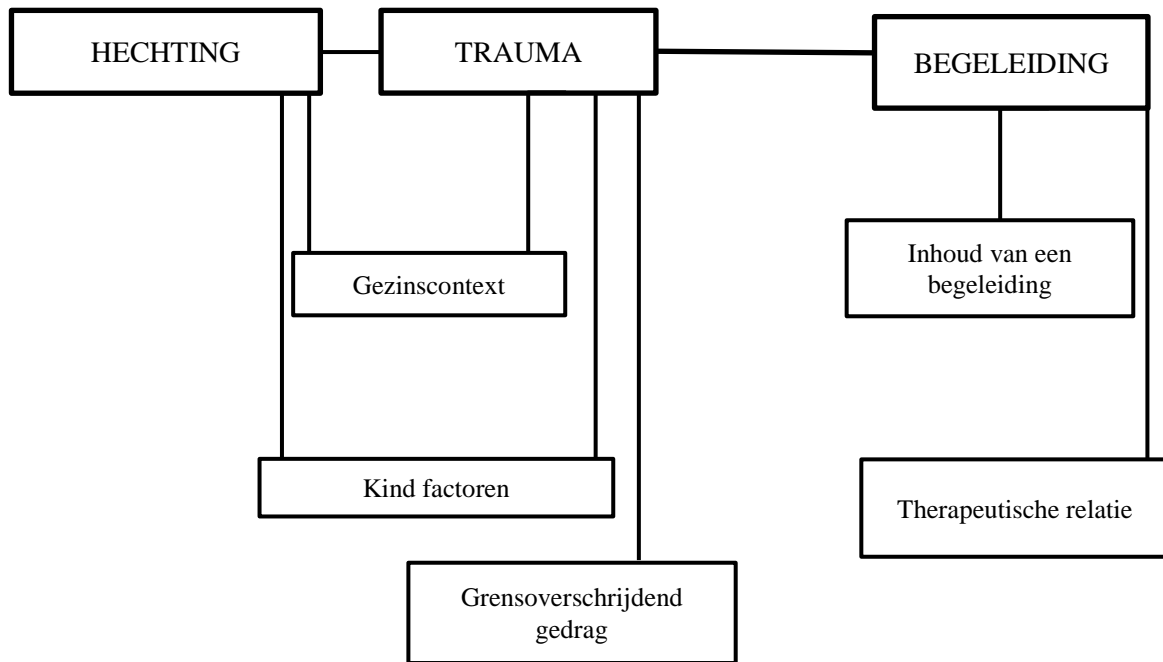 HECHTING
TRAUMA
BEGELEIDING
Gezinscontext
Inhoud van een
begeleiding
Kind factoren
Therapeutische relatie
Grensoverschrijdend
gedrag